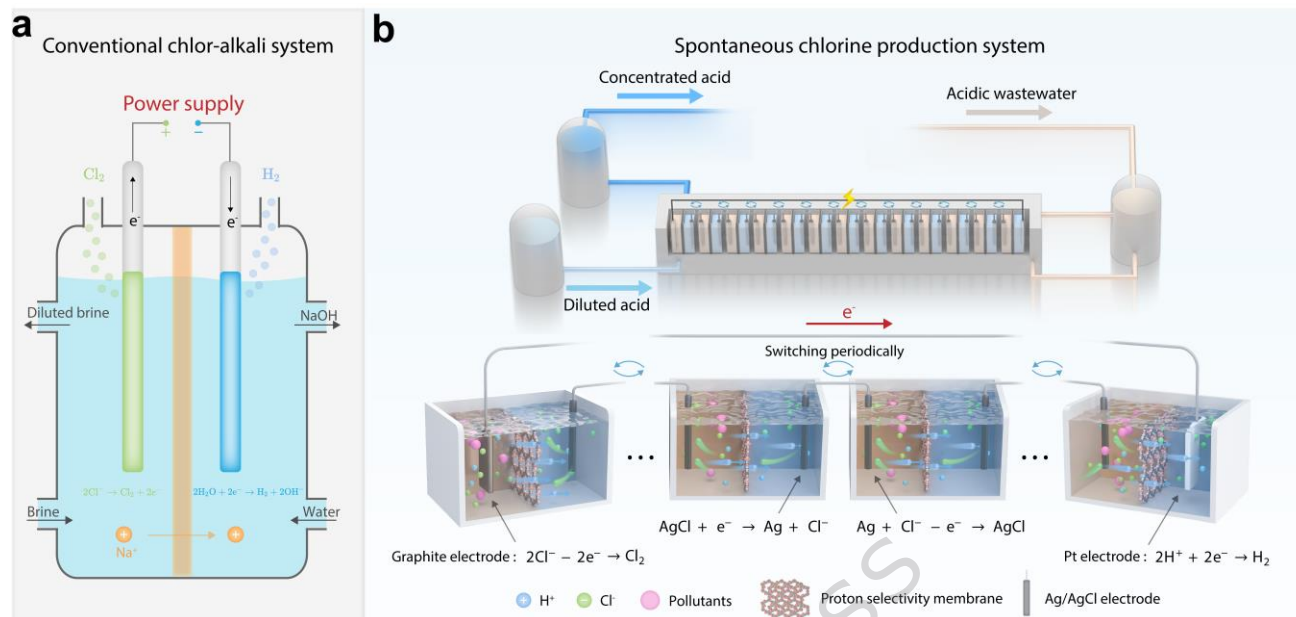 a
Conventional chlor-alkali system
Power supply
+ −
Cl₂
H₂
e⁻
e⁻
Diluted brine
NaOH
2Cl⁻ → Cl₂ + 2e⁻
2H₂O + 2e⁻ → H₂ + 2OH⁻
Brine
Water
Na⁺
b
Spontaneous chlorine production system
Concentrated acid
Acidic wastewater
Diluted acid
e⁻
Switching periodically
...
...
AgCl + e⁻ → Ag + Cl⁻
Ag + Cl⁻ − e⁻ → AgCl
Graphite electrode : 2Cl⁻ − 2e⁻ → Cl₂
Pt electrode : 2H⁺ + 2e⁻ → H₂
H⁺
Cl⁻
Pollutants
Proton selectivity membrane
Ag/AgCl electrode